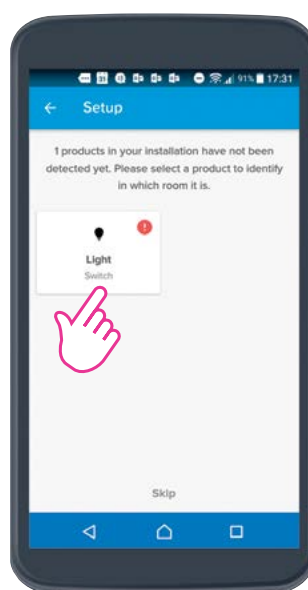 91% 17:31
Setup
1 products in your installation have not been
detected yet. Please select a product to identify
in which room it is.
Light
Switch
Skip